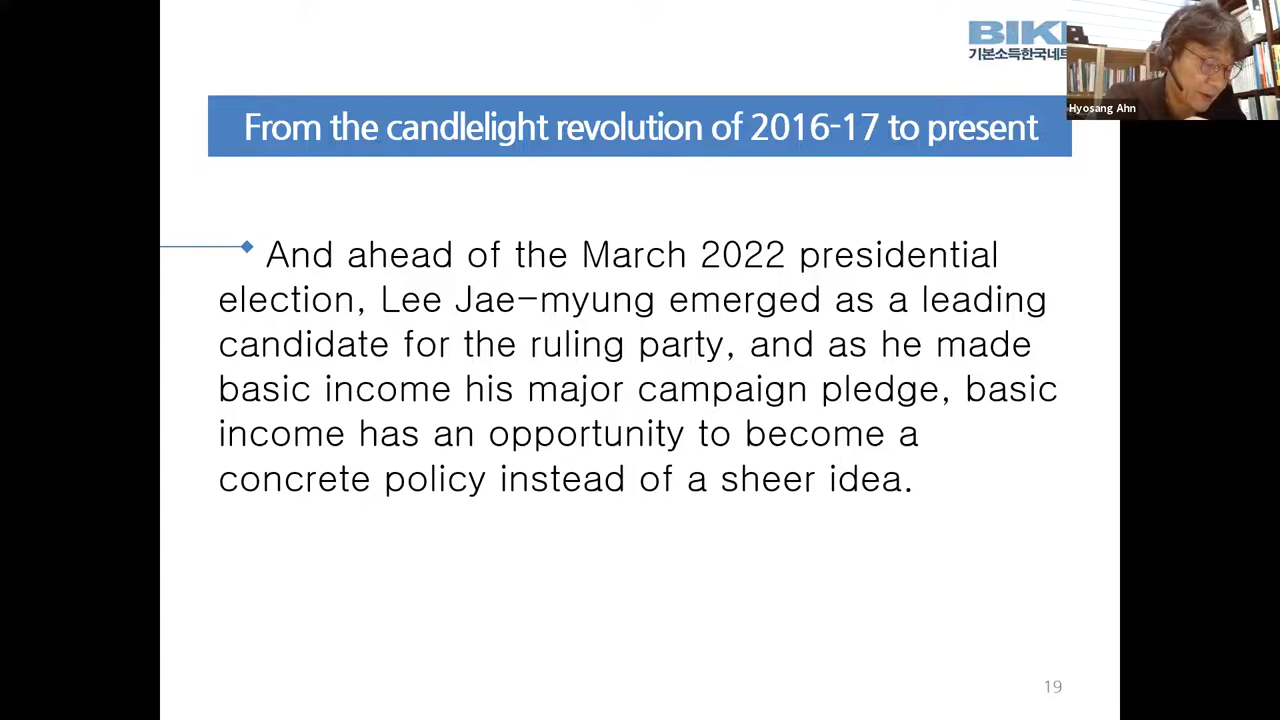 BIK
기본소득한국네트
Hyosang Ahn
From the candlelight revolution of 2016-17 to present
And ahead of the March 2022 presidential
election, Lee Jae-myung emerged as a leading
candidate for the ruling party, and as he made
basic income his major campaign pledge, basic
income has an opportunity to become a
concrete policy instead of a sheer idea.
19